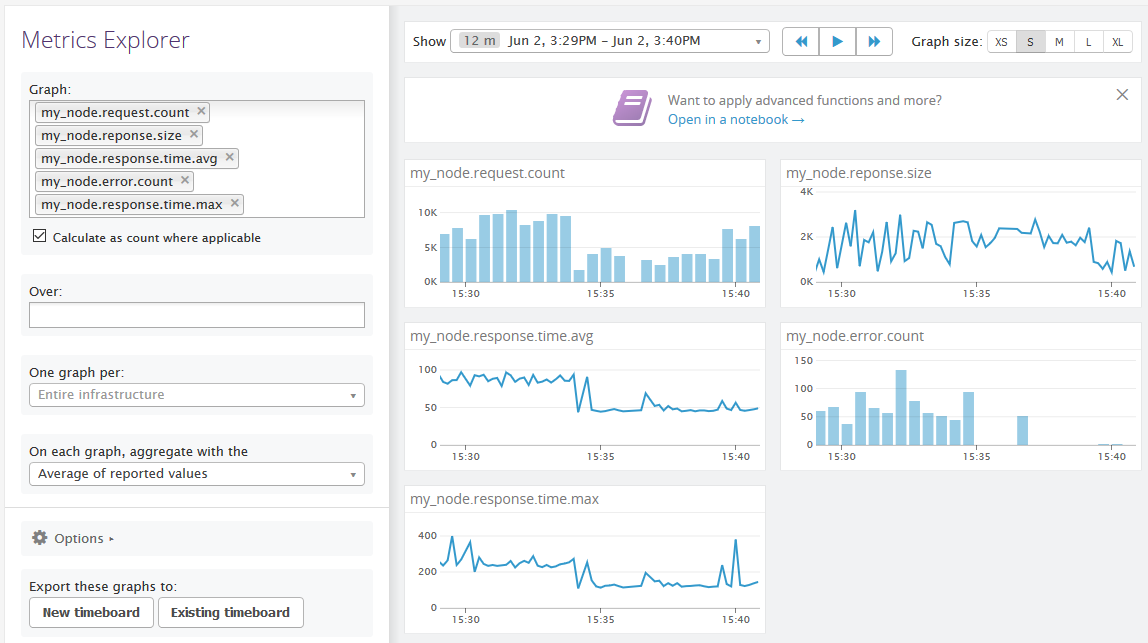 Metrics Explorer
Graph:
my_node.request.count ×
my_node.reponse.size ×
my_node.response.time.avg ×
my_node.error.count ×
my_node.response.time.max ×
Calculate as count where applicable
Over:
One graph per:
Entire infrastructure
On each graph, aggregate with the
Average of reported values
Options
Export these graphs to:
New timeboard Existing timeboard
Show 12 m Jun 2, 3:29PM – Jun 2, 3:40PM Graph size: XS S M L XL
Want to apply advanced functions and more?
Open in a notebook →
my_node.request.count
10K
5K
0K
15:30 15:35 15:40
my_node.reponse.size
4K
2K
0K
15:30 15:35 15:40
my_node.response.time.avg
100
50
0
15:30 15:35 15:40
my_node.error.count
150
100
50
0
15:30 15:35 15:40
my_node.response.time.max
400
200
0
15:30 15:35 15:40